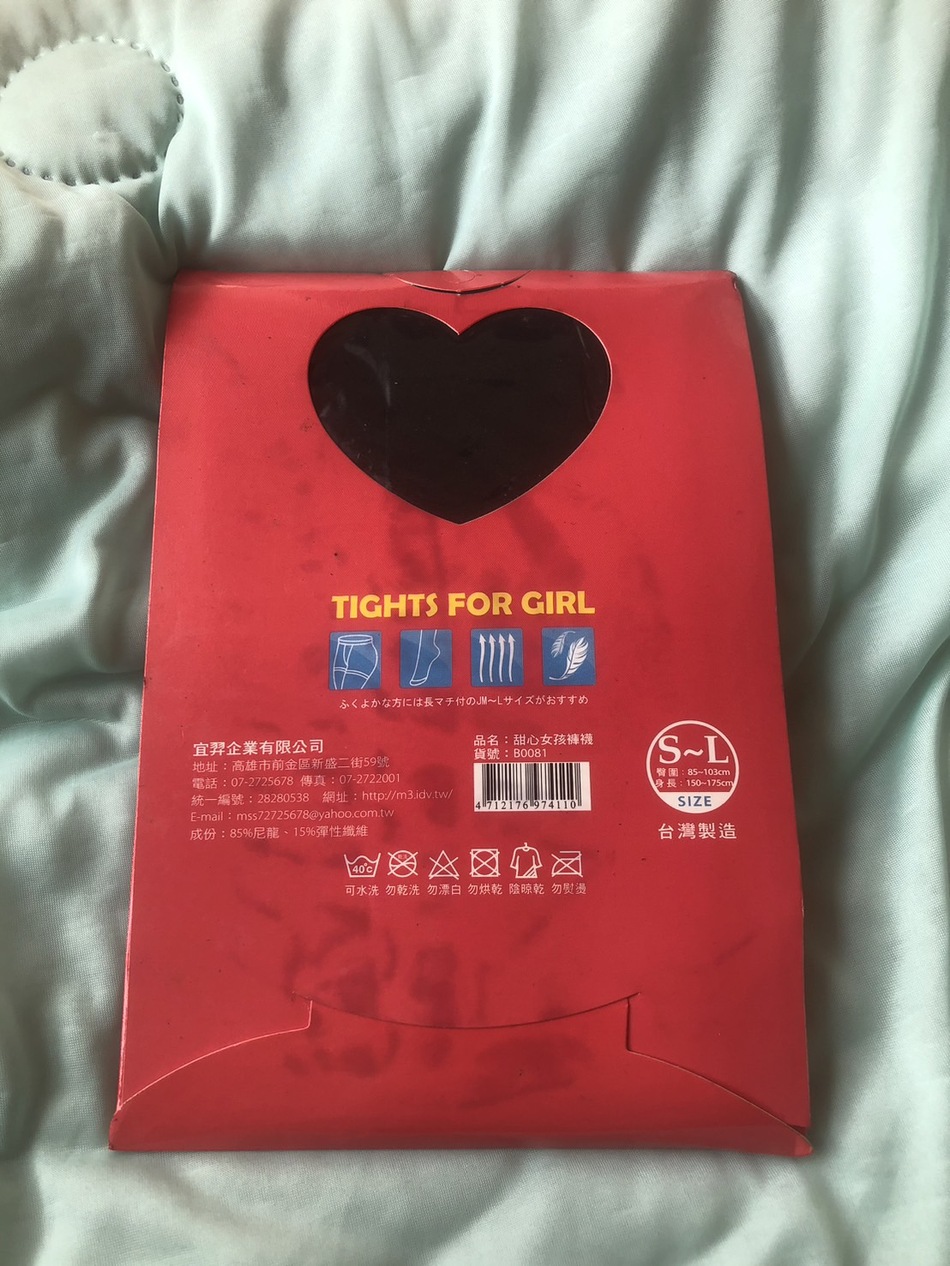 TIGHTS FOR GIRL
ふくよかな方には長マチ付のJM〜Lサイズがおすすめ
宜羿企業有限公司
地址：高雄市前金區新盛二街59號
電話：07-2725678 傳真：07-2722001
統一編號：28280538 網址：http://m3.idv.tw/
E-mail：mss72725678@yahoo.com.tw
成份：85%尼龍、15%彈性纖維
品名：甜心女孩褲襪
貨號：B0081
4 712176 974110
S~L
臀圍：85~103cm
身長：150~175cm
SIZE
台灣製造
40°c
可水洗 勿乾洗 勿漂白 勿烘乾 陰晾乾 勿熨燙